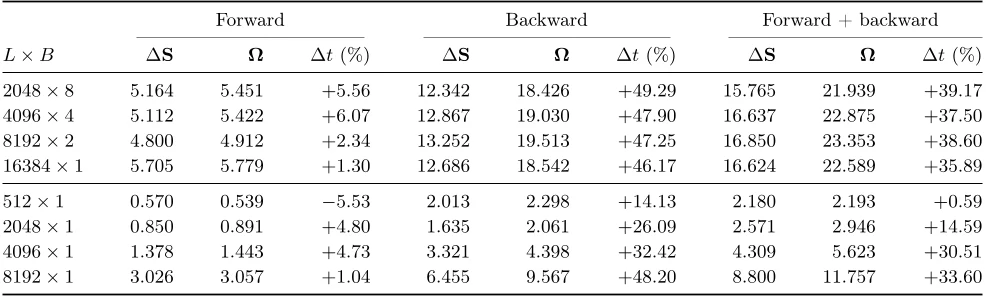 Forward Backward Forward + backward
L × B ΔS Ω Δt (%) ΔS Ω Δt (%) ΔS Ω Δt (%)
2048 × 8 5.164 5.451 +5.56 12.342 18.426 +49.29 15.765 21.939 +39.17
4096 × 4 5.112 5.422 +6.07 12.867 19.030 +47.90 16.637 22.875 +37.50
8192 × 2 4.800 4.912 +2.34 13.252 19.513 +47.25 16.850 23.353 +38.60
16384 × 1 5.705 5.779 +1.30 12.686 18.542 +46.17 16.624 22.589 +35.89
512 × 1 0.570 0.539 −5.53 2.013 2.298 +14.13 2.180 2.193 +0.59
2048 × 1 0.850 0.891 +4.80 1.635 2.061 +26.09 2.571 2.946 +14.59
4096 × 1 1.378 1.443 +4.73 3.321 4.398 +32.42 4.309 5.623 +30.51
8192 × 1 3.026 3.057 +1.04 6.455 9.567 +48.20 8.800 11.757 +33.60